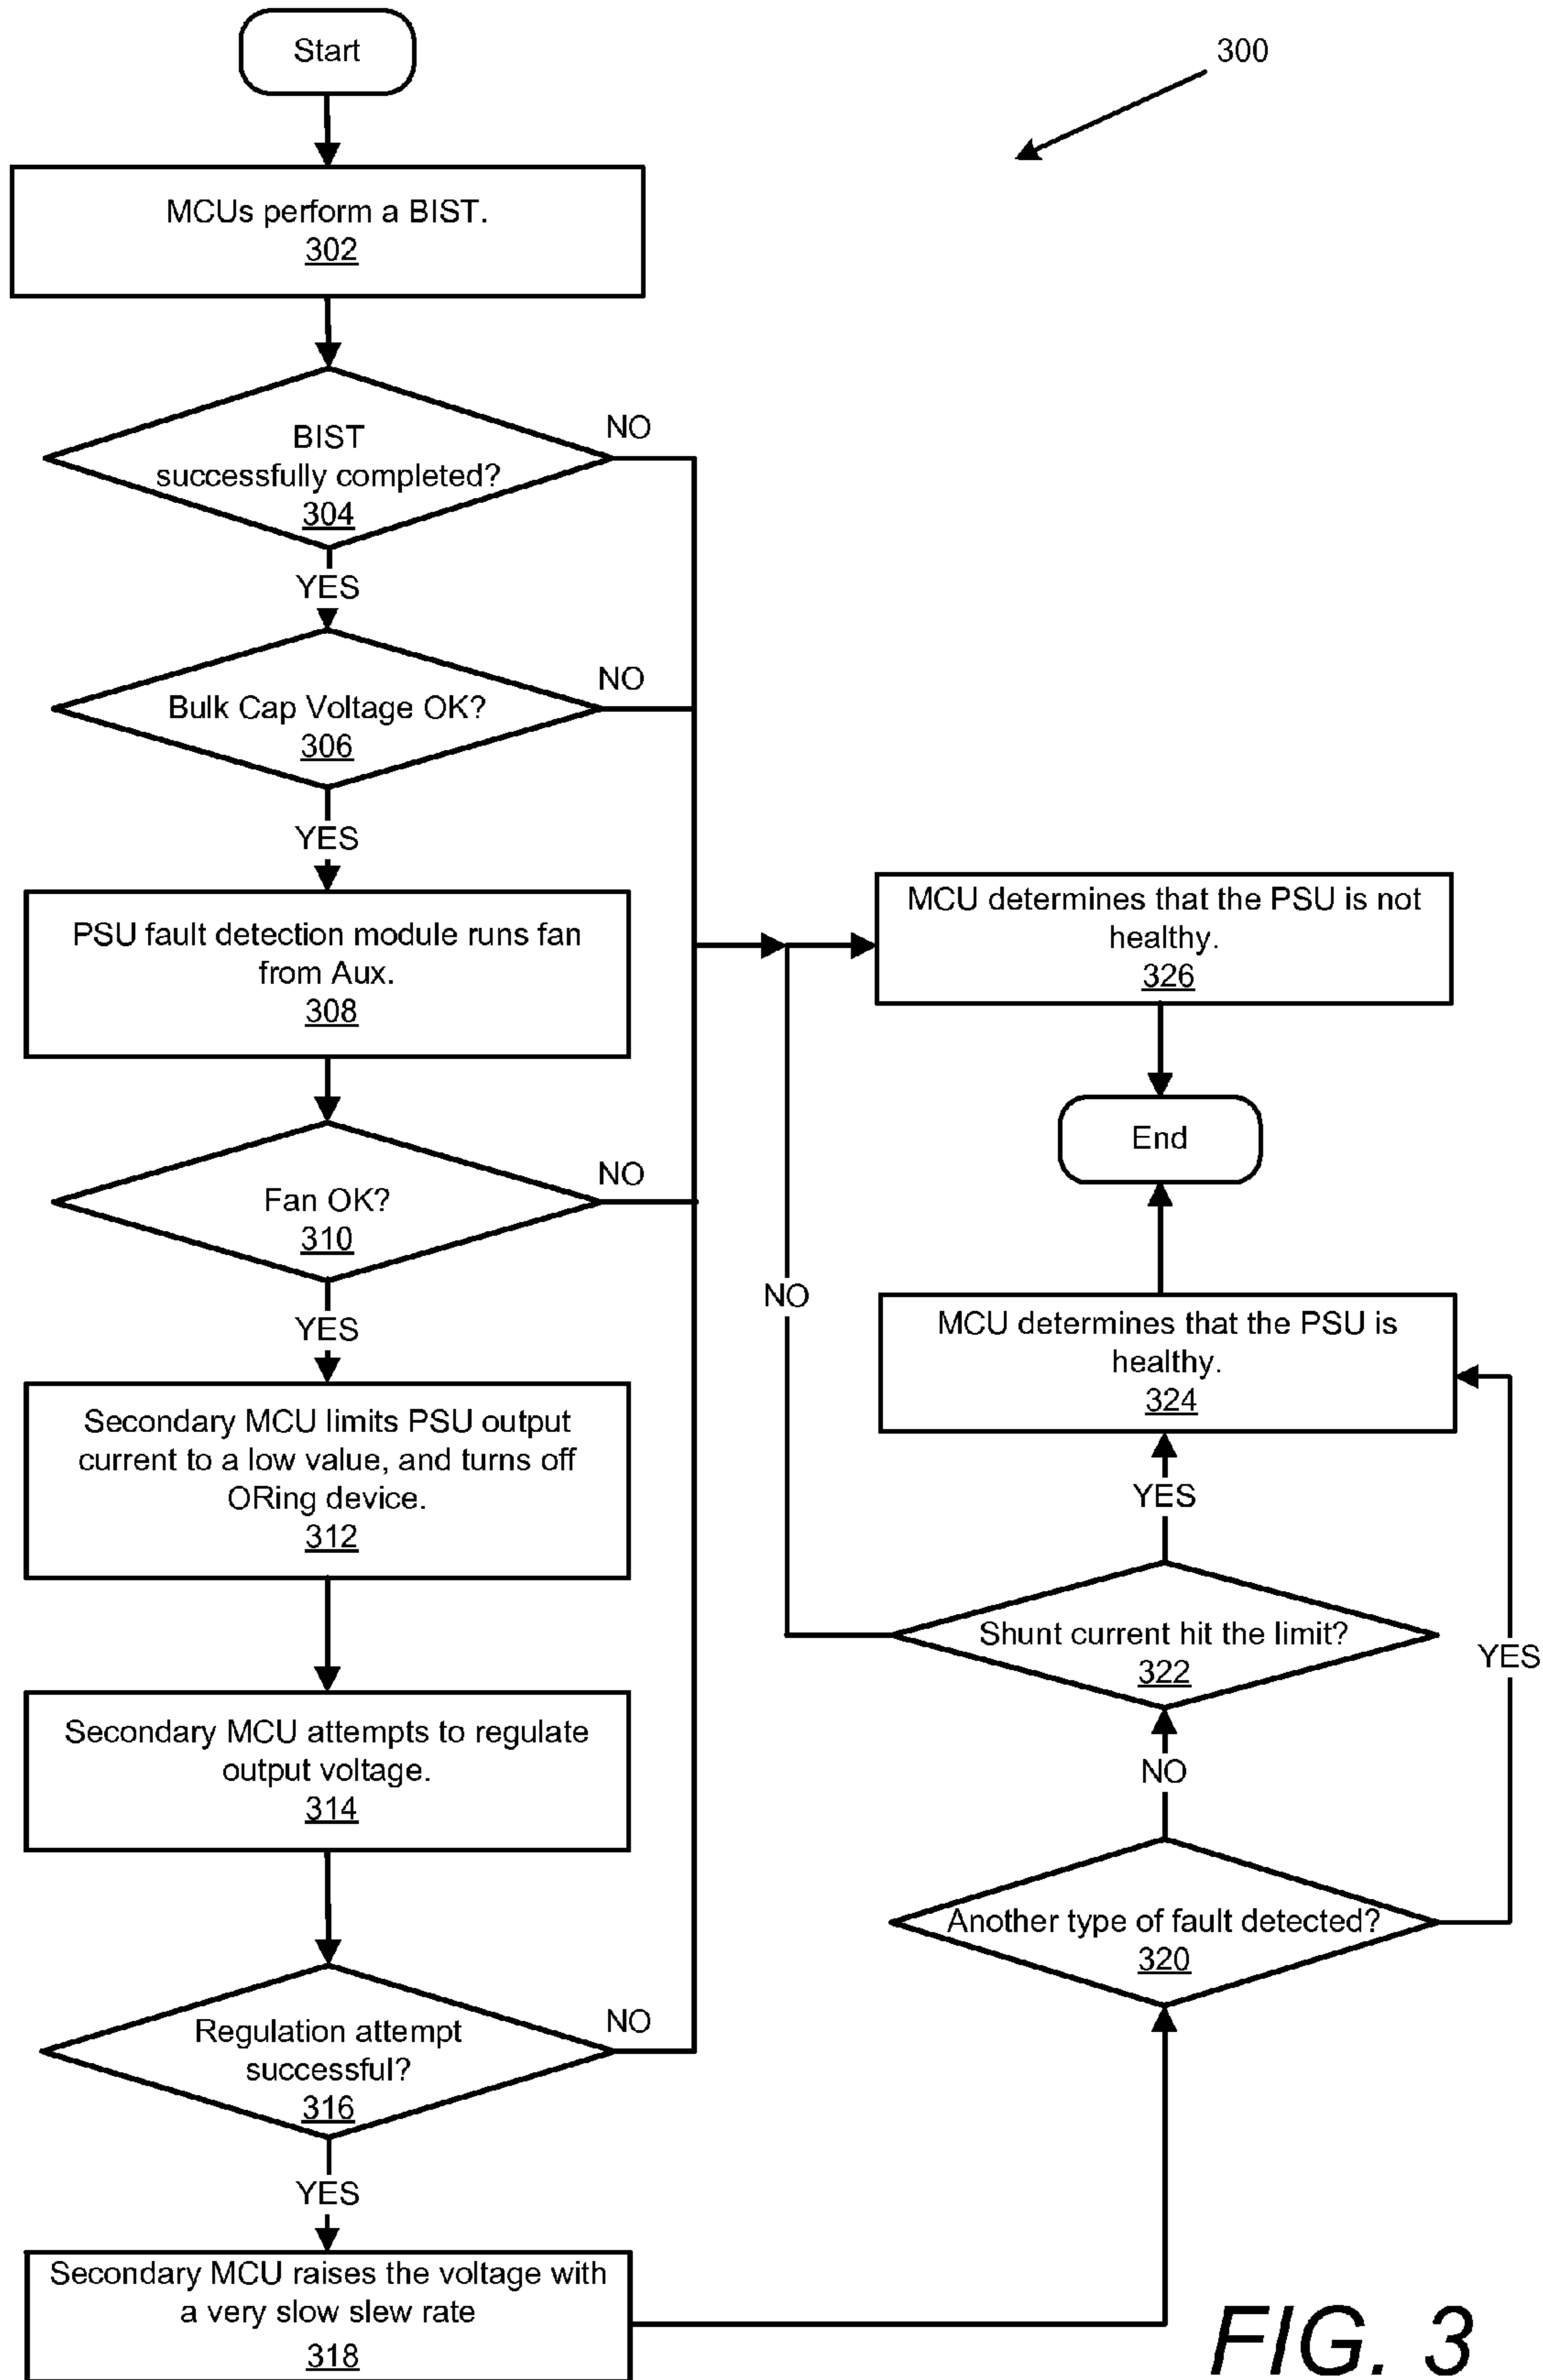 Start
300
MCUs perform a BIST.
302
BIST
successfully completed?
304
NO
YES
Bulk Cap Voltage OK?
306
NO
YES
PSU fault detection module runs fan
from Aux.
308
Fan OK?
310
NO
YES
Secondary MCU limits PSU output
current to a low value, and turns off
ORing device.
312
Secondary MCU attempts to regulate
output voltage.
314
Regulation attempt
successful?
316
NO
YES
Secondary MCU raises the voltage with
a very slow slew rate
318
MCU determines that the PSU is not
healthy.
326
End
NO
MCU determines that the PSU is
healthy.
324
YES
Shunt current hit the limit?
322
YES
NO
Another type of fault detected?
320
FIG. 3